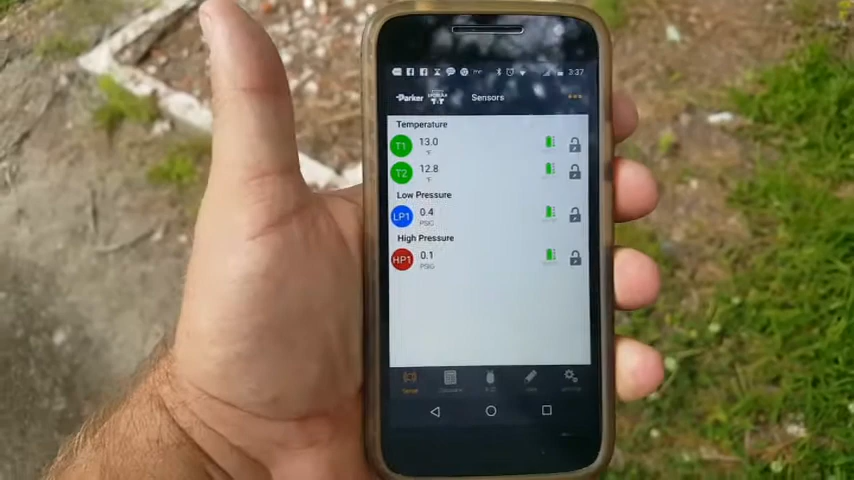 3:37
Parker Sensors
Temperature
T1 13.0
°F
T2 12.8
°F
Low Pressure
LP1 0.4
PSIG
High Pressure
HP1 0.1
PSIG